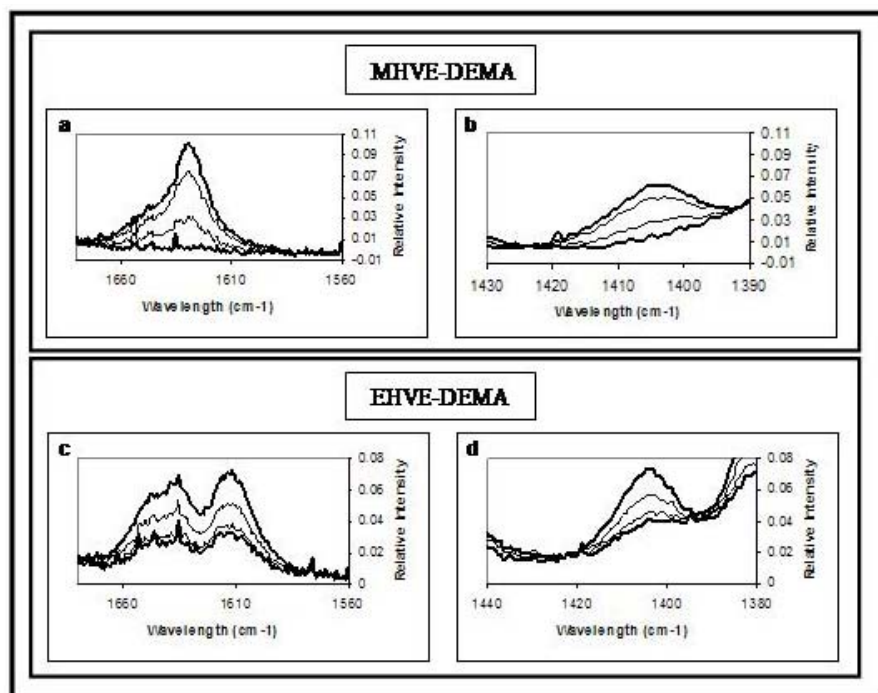 MHVE-DEMA
a
0.11
0.09
0.07
0.05
0.03
0.01
-0.01
Relative Intensity
1660
1610
1560
Wavelength (cm-1)
b
0.11
0.09
0.07
0.05
0.03
0.01
-0.01
Relative Intensity
1430
1420
1410
1400
1390
Wavelength (cm-1)
EHVE-DEMA
c
0.08
0.06
0.04
0.02
0
Relative Intensity
1660
1610
1560
Wavelength (cm-1)
d
0.08
0.06
0.04
0.02
0
Relative Intensity
1440
1420
1400
1380
Wavelength (cm-1)